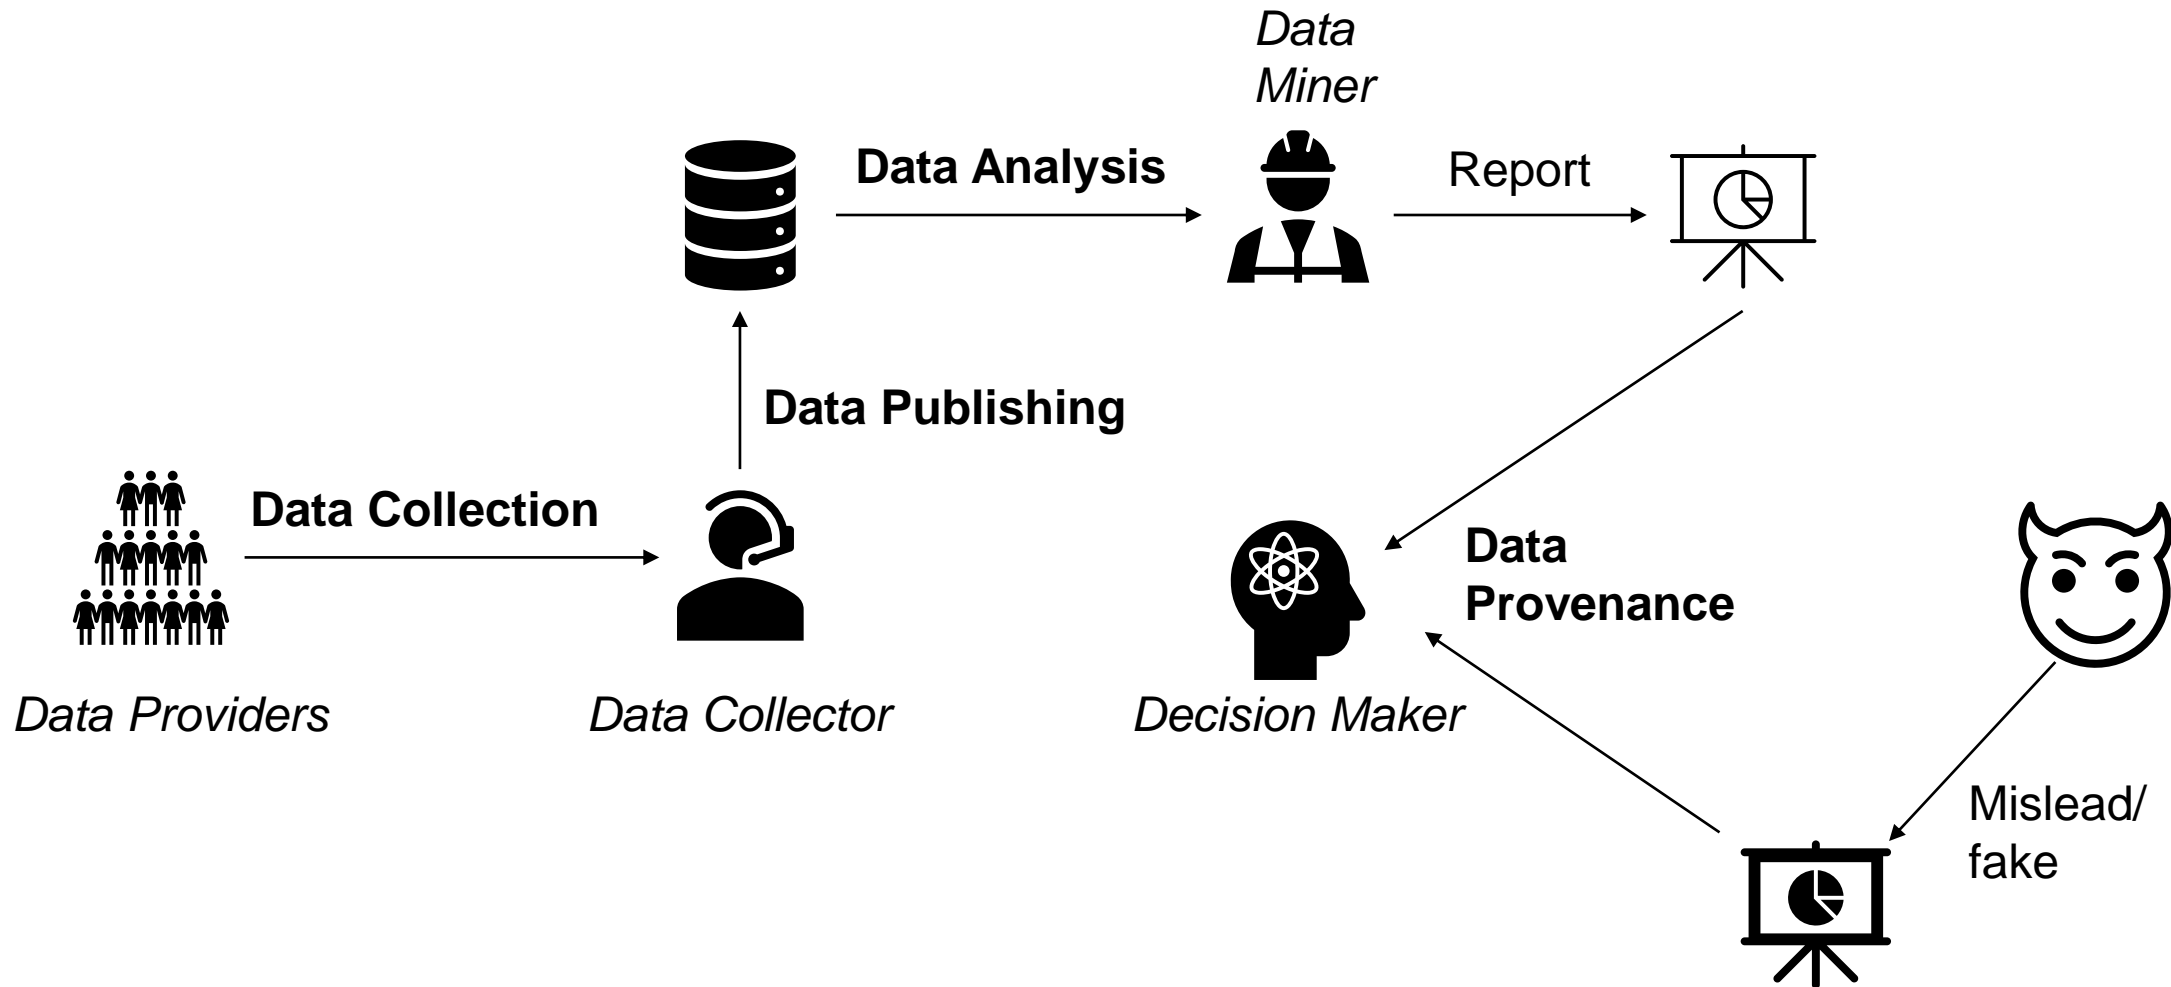 Data
Miner
Data Analysis
Report
Data Publishing
Data Collection
Data
Provenance
Data Providers
Data Collector
Decision Maker
Mislead/
fake